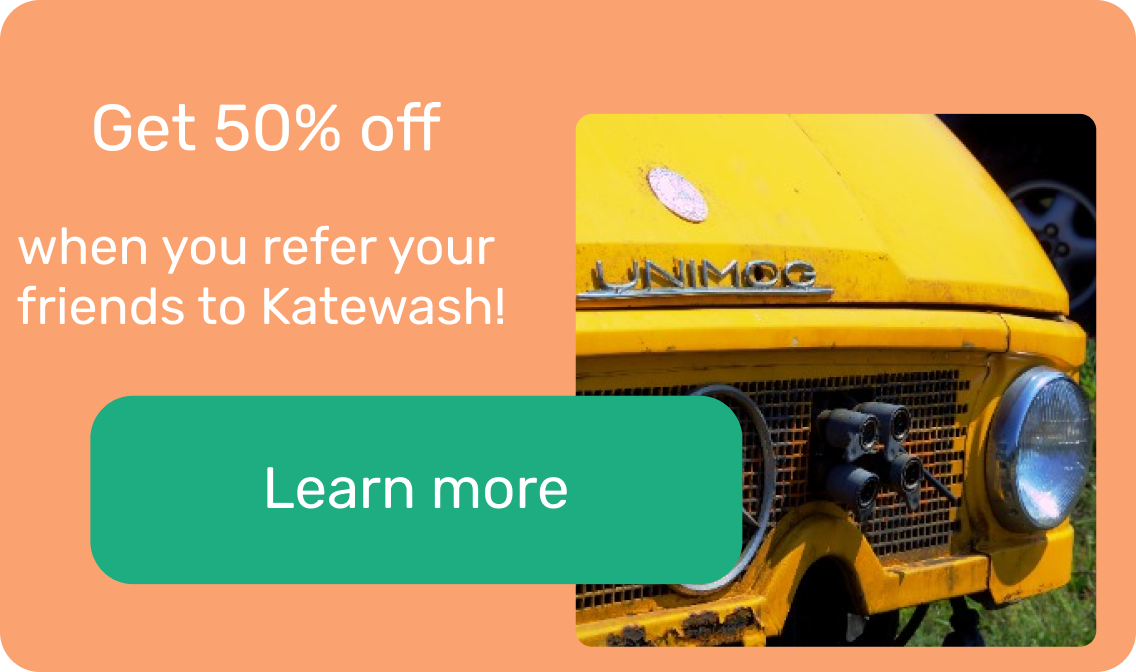 Get 50% off
when you refer your
friends to Katewash!
UNIMOG
Learn more